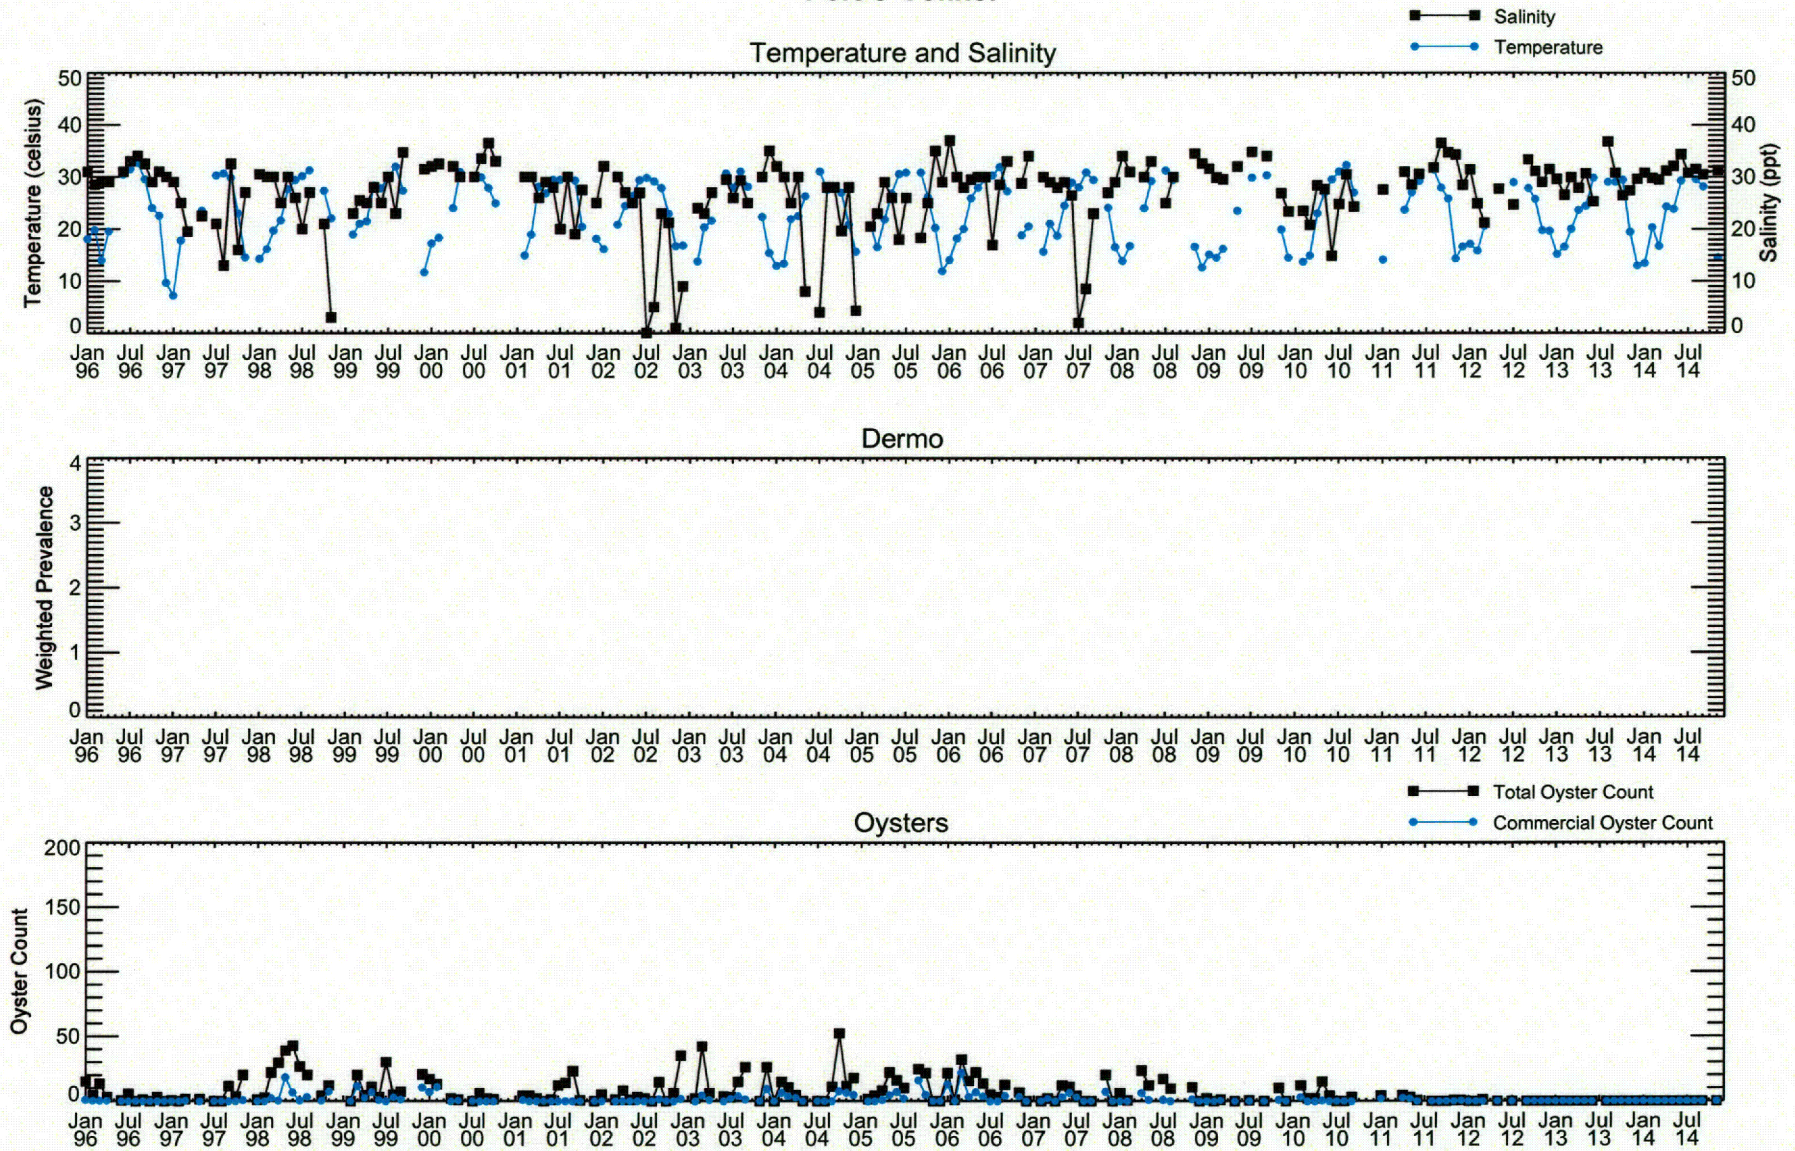 Salinity
Temperature
Temperature and Salinity
Temperature (celsius)
50
40
30
20
10
0
50
40
30
20
10
0
Salinity (ppt)
Jan Jul Jan Jul Jan Jul Jan Jul Jan Jul Jan Jul Jan Jul Jan Jul Jan Jul Jan Jul Jan Jul Jan Jul Jan Jul Jan Jul Jan Jul Jan Jul Jan Jul Jan Jul Jan Jul
96 96 97 97 98 98 99 99 00 00 01 01 02 02 03 03 04 04 05 05 06 06 07 07 08 08 09 09 10 10 11 11 12 12 13 13 14 14
Dermo
Weighted Prevalence
4
3
2
1
0
Jan Jul Jan Jul Jan Jul Jan Jul Jan Jul Jan Jul Jan Jul Jan Jul Jan Jul Jan Jul Jan Jul Jan Jul Jan Jul Jan Jul Jan Jul Jan Jul Jan Jul Jan Jul Jan Jul
96 96 97 97 98 98 99 99 00 00 01 01 02 02 03 03 04 04 05 05 06 06 07 07 08 08 09 09 10 10 11 11 12 12 13 13 14 14
Total Oyster Count
Commercial Oyster Count
Oysters
Oyster Count
200
150
100
50
0
Jan Jul Jan Jul Jan Jul Jan Jul Jan Jul Jan Jul Jan Jul Jan Jul Jan Jul Jan Jul Jan Jul Jan Jul Jan Jul Jan Jul Jan Jul Jan Jul Jan Jul Jan Jul Jan Jul
96 96 97 97 98 98 99 99 00 00 01 01 02 02 03 03 04 04 05 05 06 06 07 07 08 08 09 09 10 10 11 11 12 12 13 13 14 14